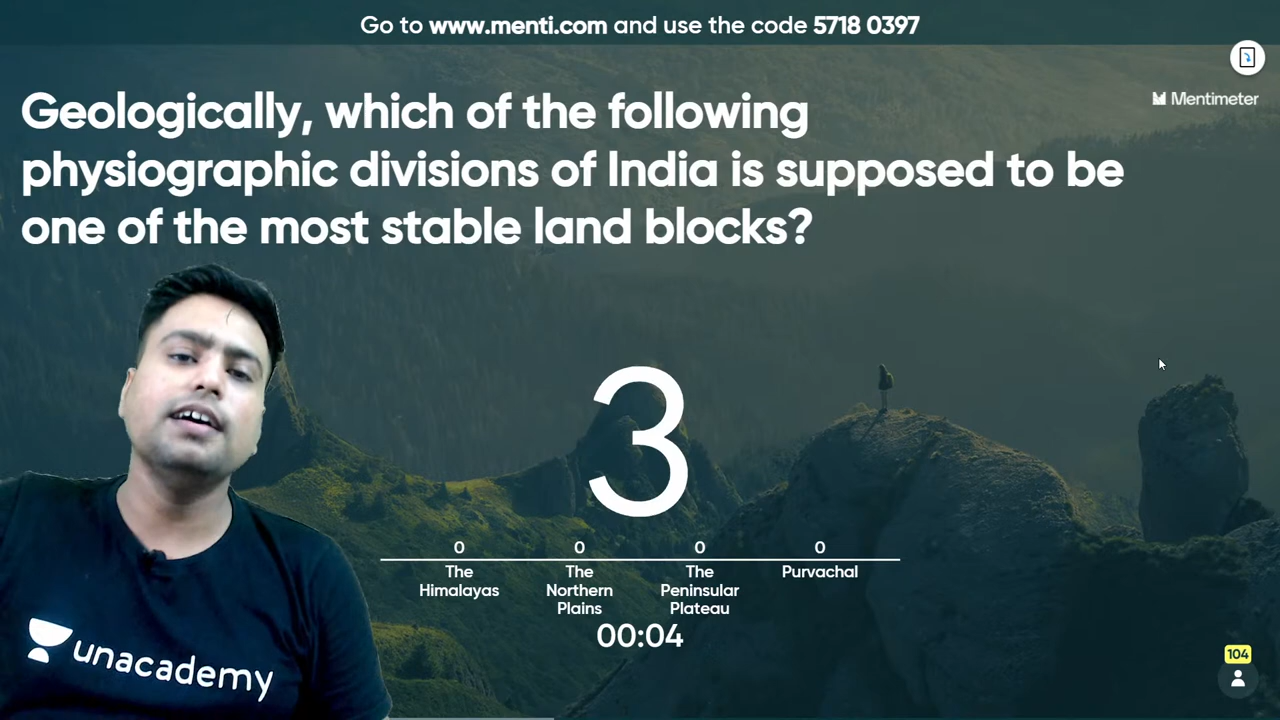 Go to www.menti.com and use the code 5718 0397
Mentimeter
Geologically, which of the following
physiographic divisions of India is supposed to be
one of the most stable land blocks?
3
0 0 0 0
The Himalayas
The Northern Plains
The Peninsular Plateau
Purvachal
00:04
104
unacademy